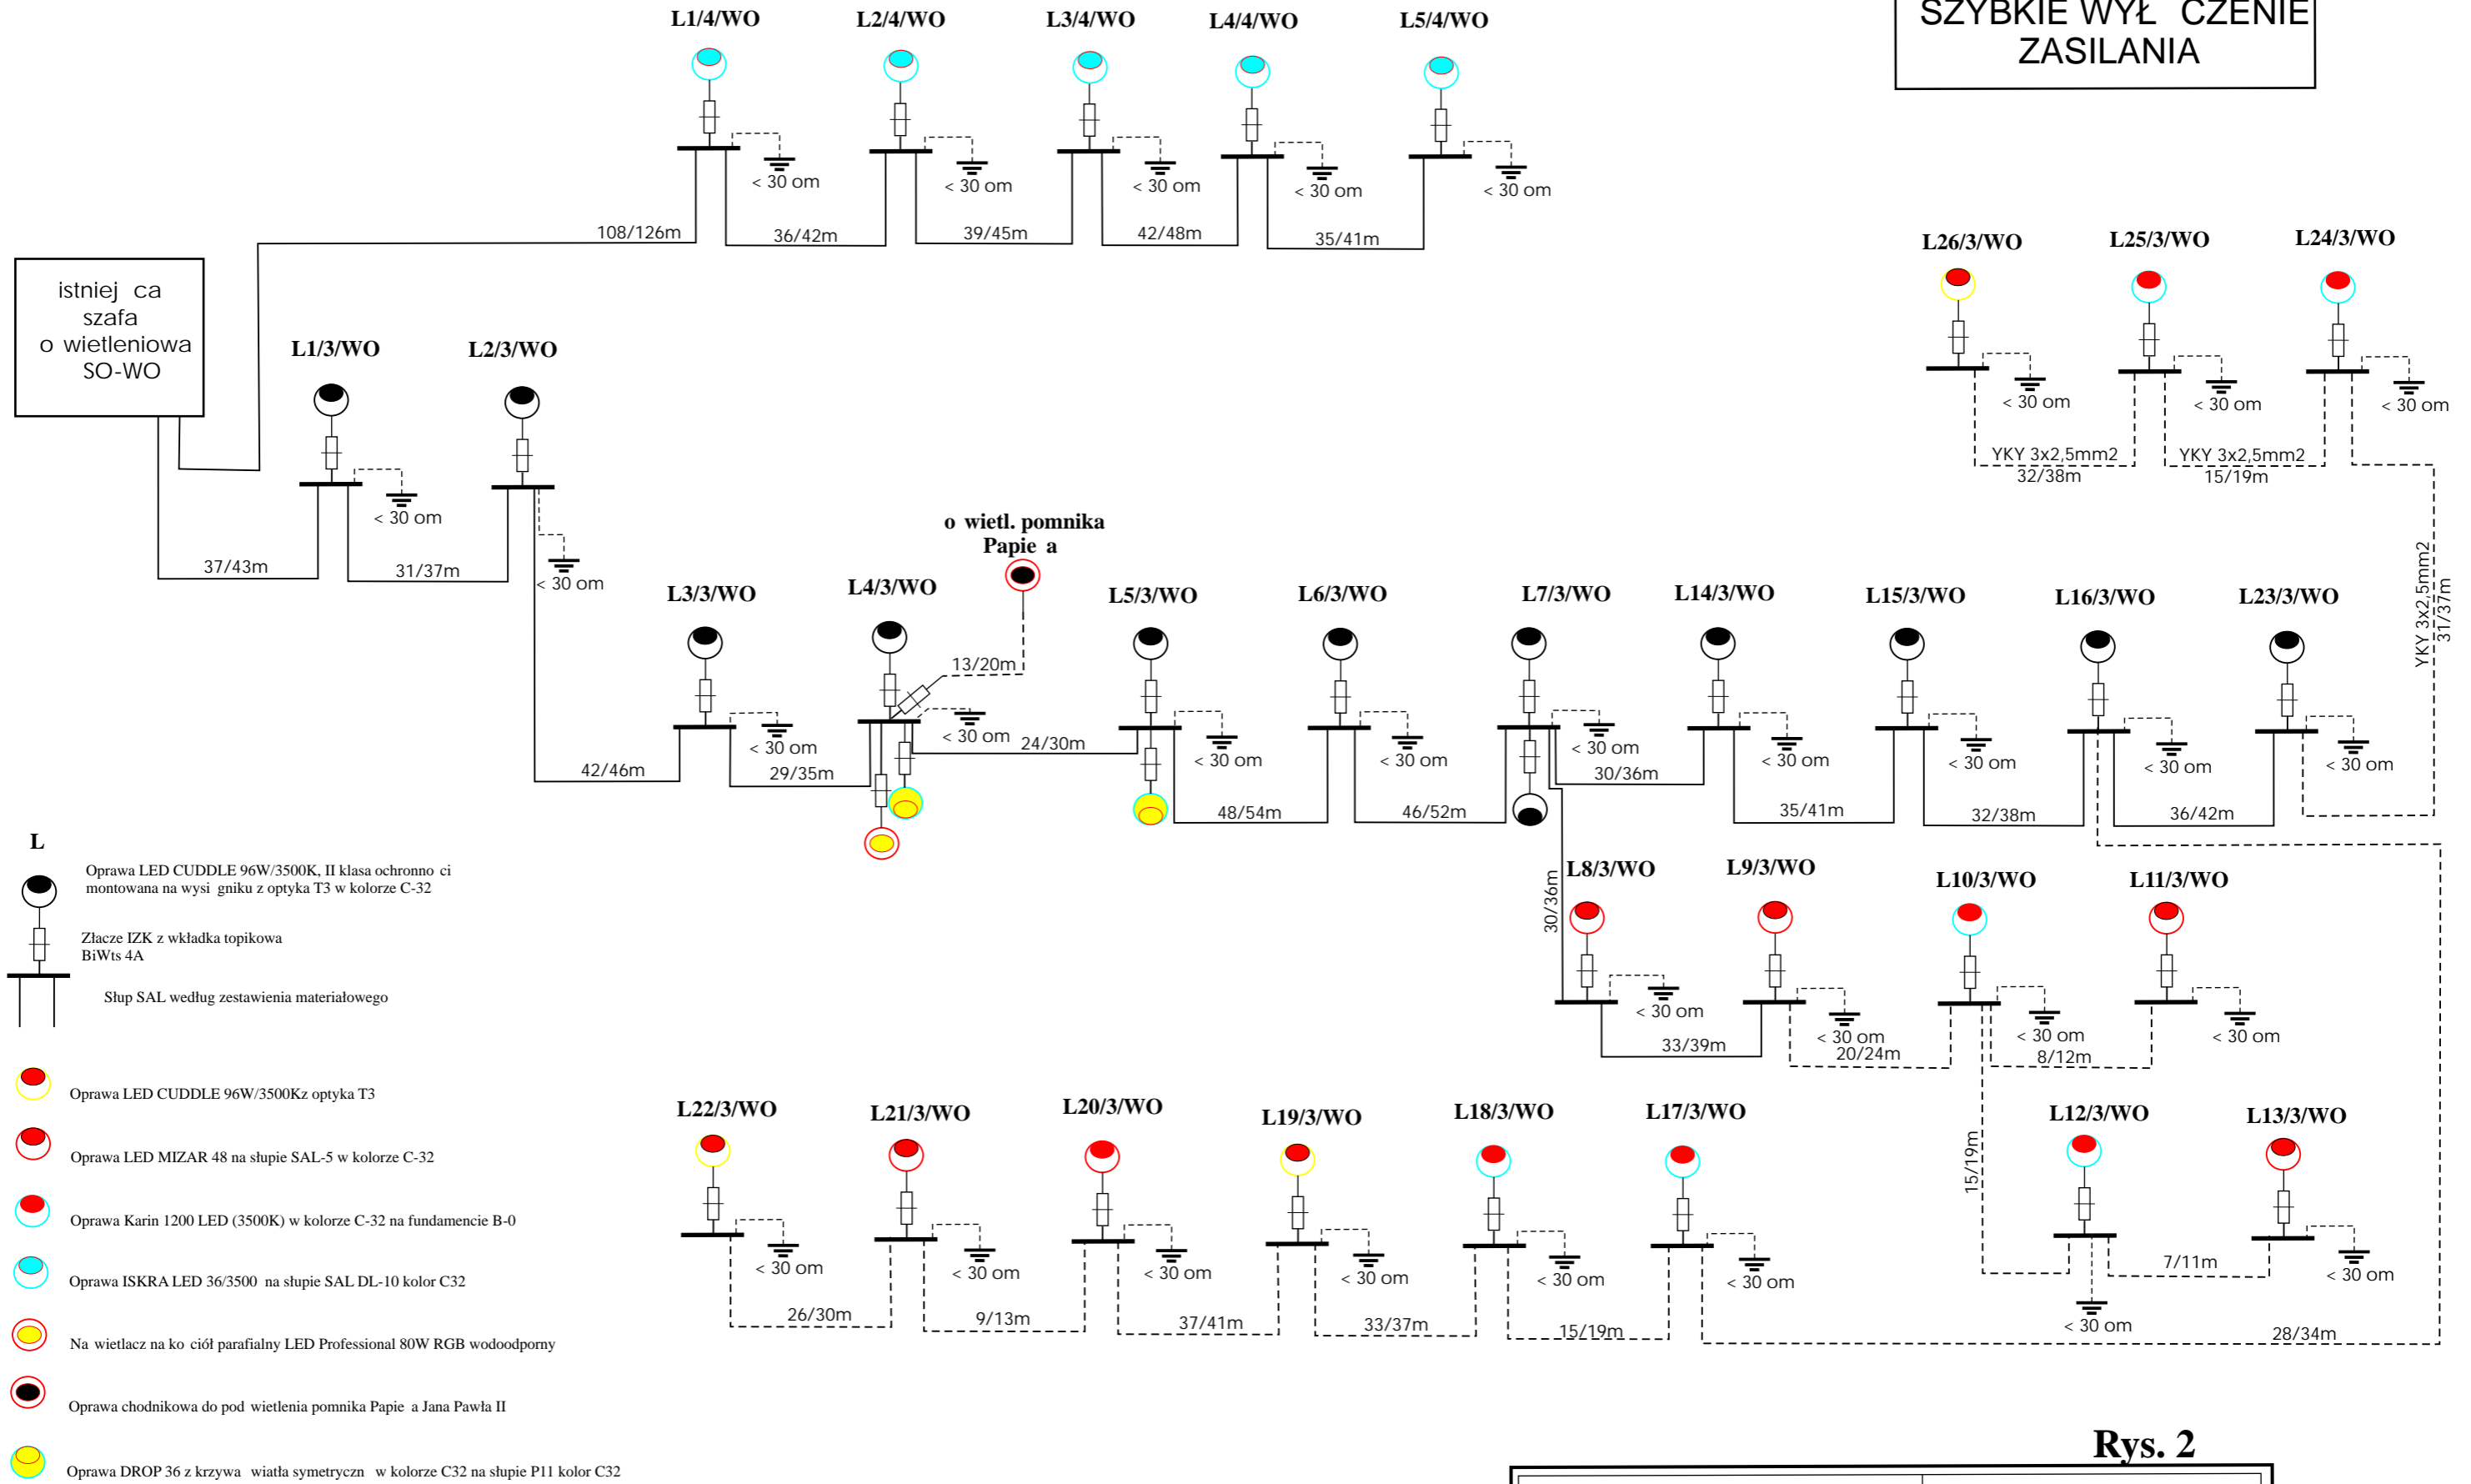 L1/4/WO
L2/4/WO
L3/4/WO
L4/4/WO
L5/4/WO
SZYBKIE WYŁ CZENIE
ZASILANIA
< 30 om
< 30 om
< 30 om
< 30 om
< 30 om
108/126m
36/42m
39/45m
42/48m
35/41m
L26/3/WO
L25/3/WO
L24/3/WO
istniej ca
szafa
o wietleniowa
SO-WO
L1/3/WO
L2/3/WO
< 30 om
< 30 om
< 30 om
YKY 3x2,5mm2
32/38m
YKY 3x2,5mm2
15/19m
YKY 3x2,5mm2
31/37m
< 30 om
< 30 om
37/43m
31/37m
o wietl. pomnika
Papie a
L3/3/WO
L4/3/WO
L5/3/WO
L6/3/WO
L7/3/WO
L14/3/WO
L15/3/WO
L16/3/WO
L23/3/WO
13/20m
< 30 om
< 30 om
< 30 om
< 30 om
< 30 om
< 30 om
< 30 om
< 30 om
< 30 om
42/46m
29/35m
24/30m
48/54m
46/52m
30/36m
35/41m
32/38m
36/42m
30/36m
L8/3/WO
L9/3/WO
L10/3/WO
L11/3/WO
< 30 om
< 30 om
< 30 om
< 30 om
33/39m
20/24m
8/12m
15/19m
L
Oprawa LED CUDDLE 96W/3500K, II klasa ochronno ci
montowana na wysi gniku z optyka T3 w kolorze C-32
Złacze IZK z wkładka topikowa
BiWts 4A
Słup SAL według zestawienia materiałowego
Oprawa LED CUDDLE 96W/3500Kz optyka T3
Oprawa LED MIZAR 48 na słupie SAL-5 w kolorze C-32
Oprawa Karin 1200 LED (3500K) w kolorze C-32 na fundamencie B-0
Oprawa ISKRA LED 36/3500 na słupie SAL DL-10 kolor C32
Na wietlacz na ko ciół parafialny LED Professional 80W RGB wodoodporny
Oprawa chodnikowa do pod wietlenia pomnika Papie a Jana Pawła II
Oprawa DROP 36 z krzywa wiatła symetryczn w kolorze C32 na słupie P11 kolor C32
L22/3/WO
L21/3/WO
L20/3/WO
L19/3/WO
L18/3/WO
L17/3/WO
L12/3/WO
L13/3/WO
< 30 om
< 30 om
< 30 om
< 30 om
< 30 om
< 30 om
< 30 om
< 30 om
26/30m
9/13m
37/41m
33/37m
15/19m
7/11m
28/34m
Rys. 2